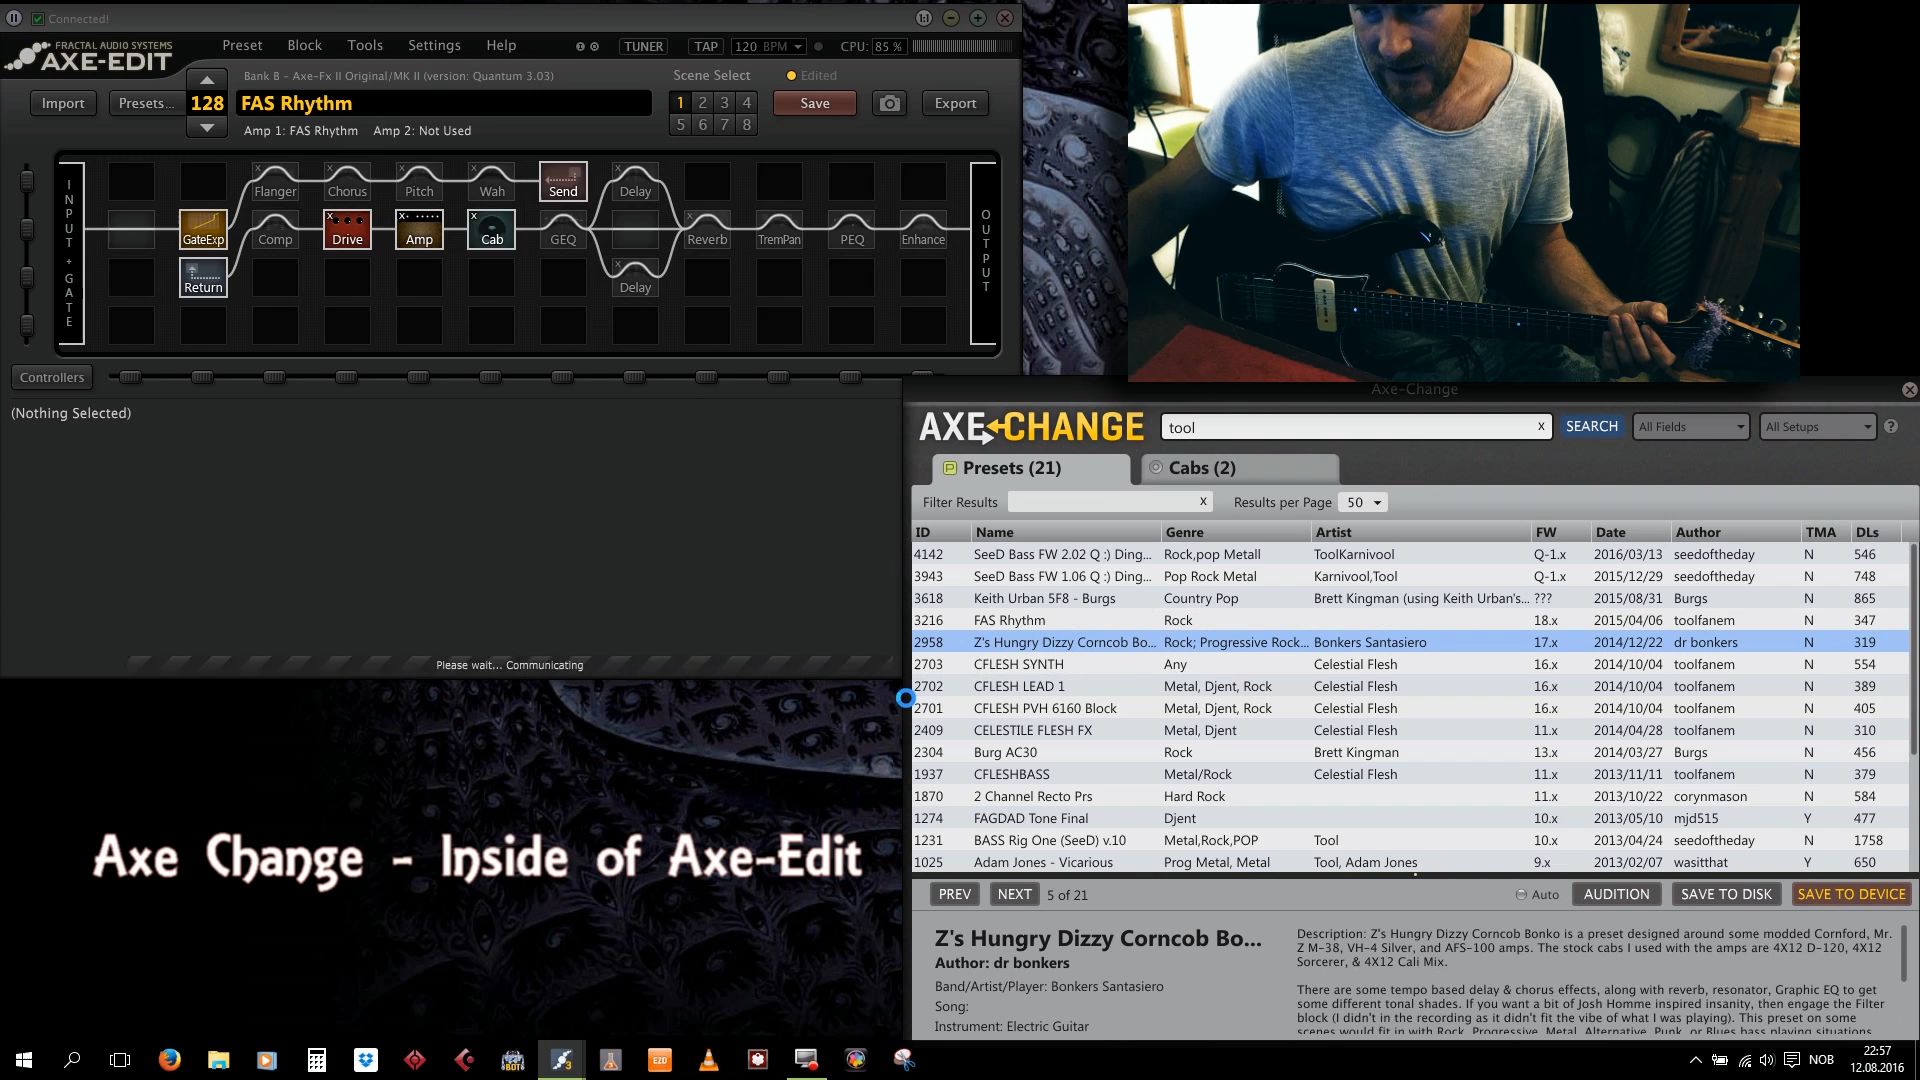 Connected!
1:1
FRACTAL AUDIO SYSTEMS
AXE-EDIT
Preset Block Tools Settings Help
TUNER TAP 120 BPM CPU: 85 %
Bank B - Axe-Fx II Original/MK II (version: Quantum 3.03)
Scene Select Edited
Import Presets... 128 FAS Rhythm 1 2 3 4 Save Export
5 6 7 8
Amp 1: FAS Rhythm Amp 2: Not Used
INPUT + GATE
Flanger Chorus Pitch Wah Send Delay
GateExp Comp Drive Amp Cab GEQ Reverb TremPan PEQ Enhance
Return Delay
OUTPUT
Controllers
(Nothing Selected)
Please wait... Communicating
Axe Change - Inside of Axe-Edit
Axe-Change
AXE CHANGE tool x SEARCH All Fields All Setups ?
P Presets (21) Cabs (2)
Filter Results x Results per Page 50
ID Name Genre Artist FW Date Author TMA DLs
4142 SeeD Bass FW 2.02 Q :) Ding... Rock,pop Metall ToolKarnivool Q-1.x 2016/03/13 seedoftheday N 546
3943 SeeD Bass FW 1.06 Q :) Ding... Pop Rock Metal Karnivool,Tool Q-1.x 2015/12/29 seedoftheday N 748
3618 Keith Urban 5F8 - Burgs Country Pop Brett Kingman (using Keith Urban's... ??? 2015/08/31 Burgs N 865
3216 FAS Rhythm Rock 18.x 2015/04/06 toolfanem N 347
2958 Z's Hungry Dizzy Corncob Bo... Rock; Progressive Rock... Bonkers Santasiero 17.x 2014/12/22 dr bonkers N 319
2703 CFLESH SYNTH Any Celestial Flesh 16.x 2014/10/04 toolfanem N 554
2702 CFLESH LEAD 1 Metal, Djent, Rock Celestial Flesh 16.x 2014/10/04 toolfanem N 389
2701 CFLESH PVH 6160 Block Metal, Djent, Rock Celestial Flesh 16.x 2014/10/04 toolfanem N 405
2409 CELESTILE FLESH FX Metal, Djent Celestial Flesh 11.x 2014/04/28 toolfanem N 310
2304 Burg AC30 Rock Brett Kingman 13.x 2014/03/27 Burgs N 456
1937 CFLESHBASS Metal/Rock Celestial Flesh 11.x 2013/11/11 toolfanem N 379
1870 2 Channel Recto Prs Hard Rock 11.x 2013/10/22 corynmason N 584
1274 FAGDAD Tone Final Djent 10.x 2013/05/10 mjd515 Y 477
1231 BASS Rig One (SeeD) v.10 Metal,Rock,POP Tool 10.x 2013/04/24 seedoftheday N 1758
1025 Adam Jones - Vicarious Prog Metal, Metal Tool, Adam Jones 9.x 2013/02/07 wasitthat Y 650
PREV NEXT 5 of 21 Auto AUDITION SAVE TO DISK SAVE TO DEVICE
Z's Hungry Dizzy Corncob Bo...
Author: dr bonkers
Band/Artist/Player: Bonkers Santasiero
Song:
Instrument: Electric Guitar
Description: Z's Hungry Dizzy Corncob Bonko is a preset designed around some modded Cornford, Mr.
Z M-38, VH-4 Silver, and AFS-100 amps. The stock cabs I used with the amps are 4X12 D-120, 4X12
Sorcerer, & 4X12 Cali Mix.
There are some tempo based delay & chorus effects, along with reverb, resonator, Graphic EQ to get
some different tonal shades. If you want a bit of Josh Homme inspired insanity, then engage the Filter
block (I didn't in the recording as it didn't fit the vibe of what I was playing). This preset on some
scenes would fit in with Rock, Progressive, Metal, Alternative, Punk, or Blues bass playing situations
BOT 3 EZD NOB 22:57
12.08.2016